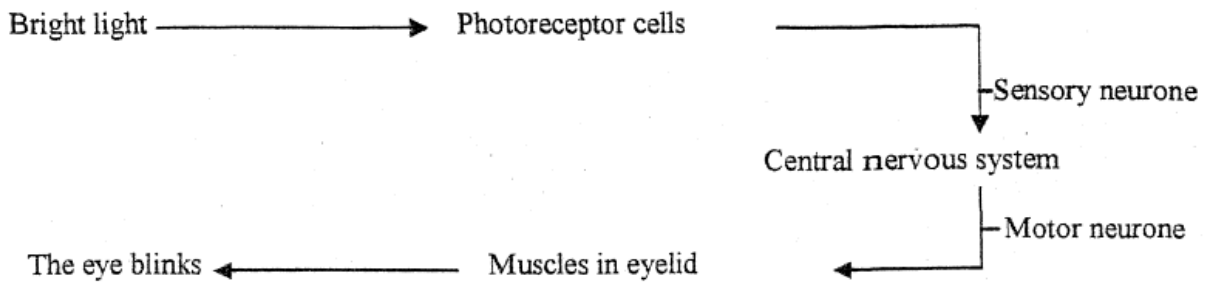 Bright light
Photoreceptor cells
Sensory neurone
Central nervous system
Motor neurone
Muscles in eyelid
The eye blinks